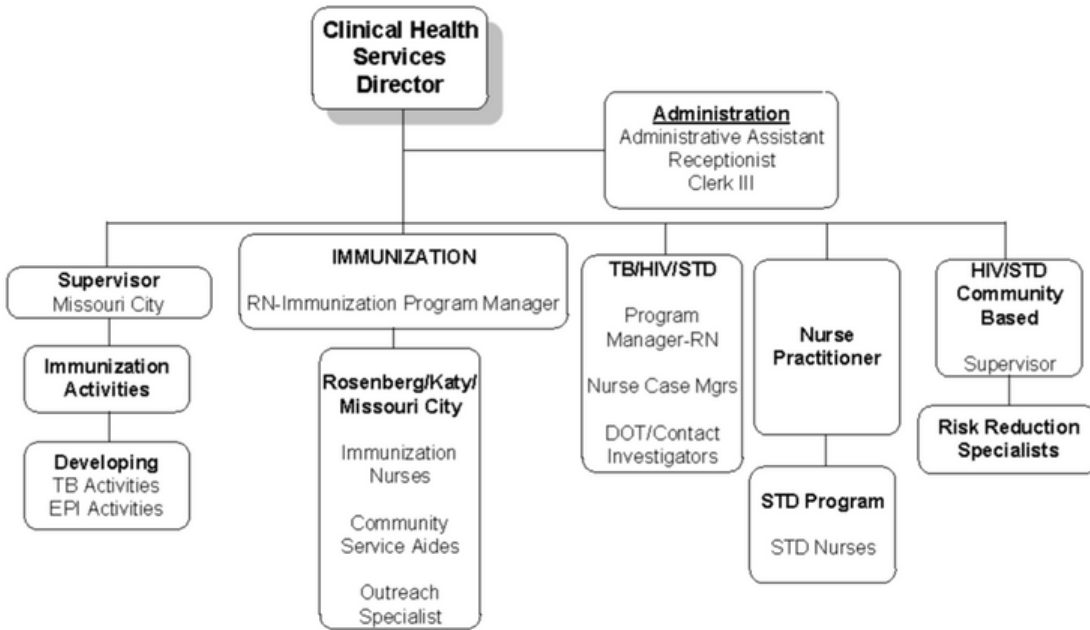 Clinical Health
Services
Director
Administration
Administrative Assistant
Receptionist
Clerk III
Supervisor
Missouri City
Immunization
Activities
Developing
TB Activities
EPI Activities
IMMUNIZATION
RN-Immunization Program Manager
Rosenberg/Katy/
Missouri City
Immunization
Nurses
Community
Service Aides
Outreach
Specialist
TB/HIV/STD
Program
Manager-RN
Nurse Case Mgrs
DOT/Contact
Investigators
Nurse
Practitioner
STD Program
STD Nurses
HIV/STD
Community
Based
Supervisor
Risk Reduction
Specialists